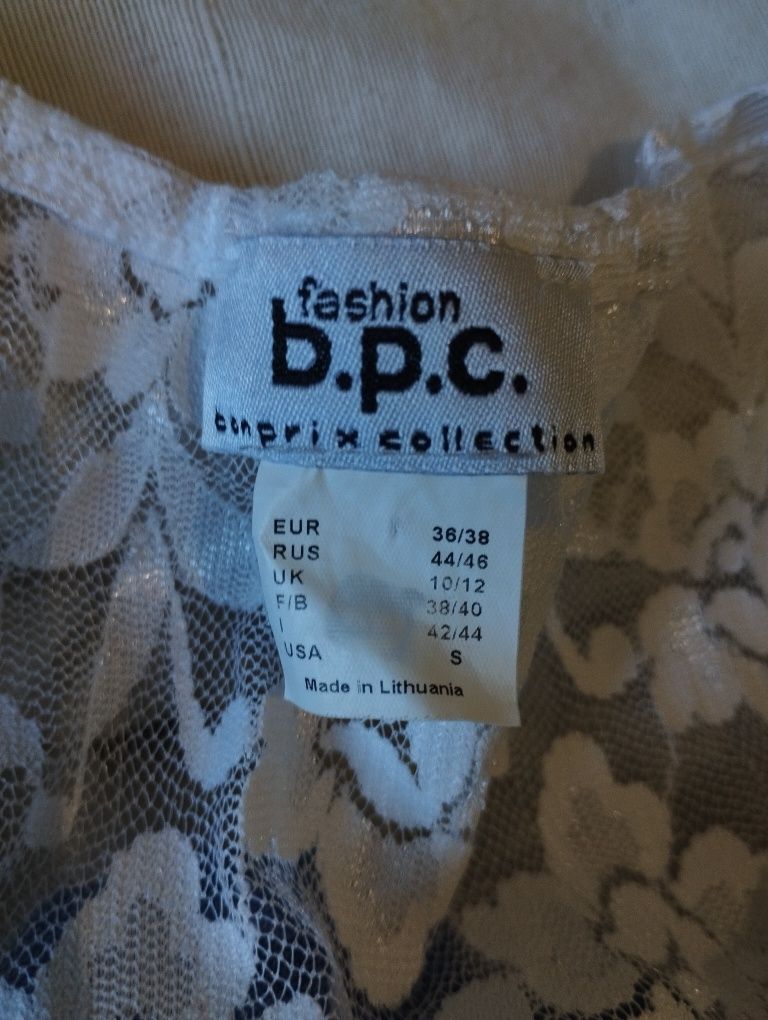 fashion
b.p.c.
bonprix collection
EUR 36/38
RUS 44/46
UK 10/12
F/B 38/40
I 42/44
USA S
Made in Lithuania